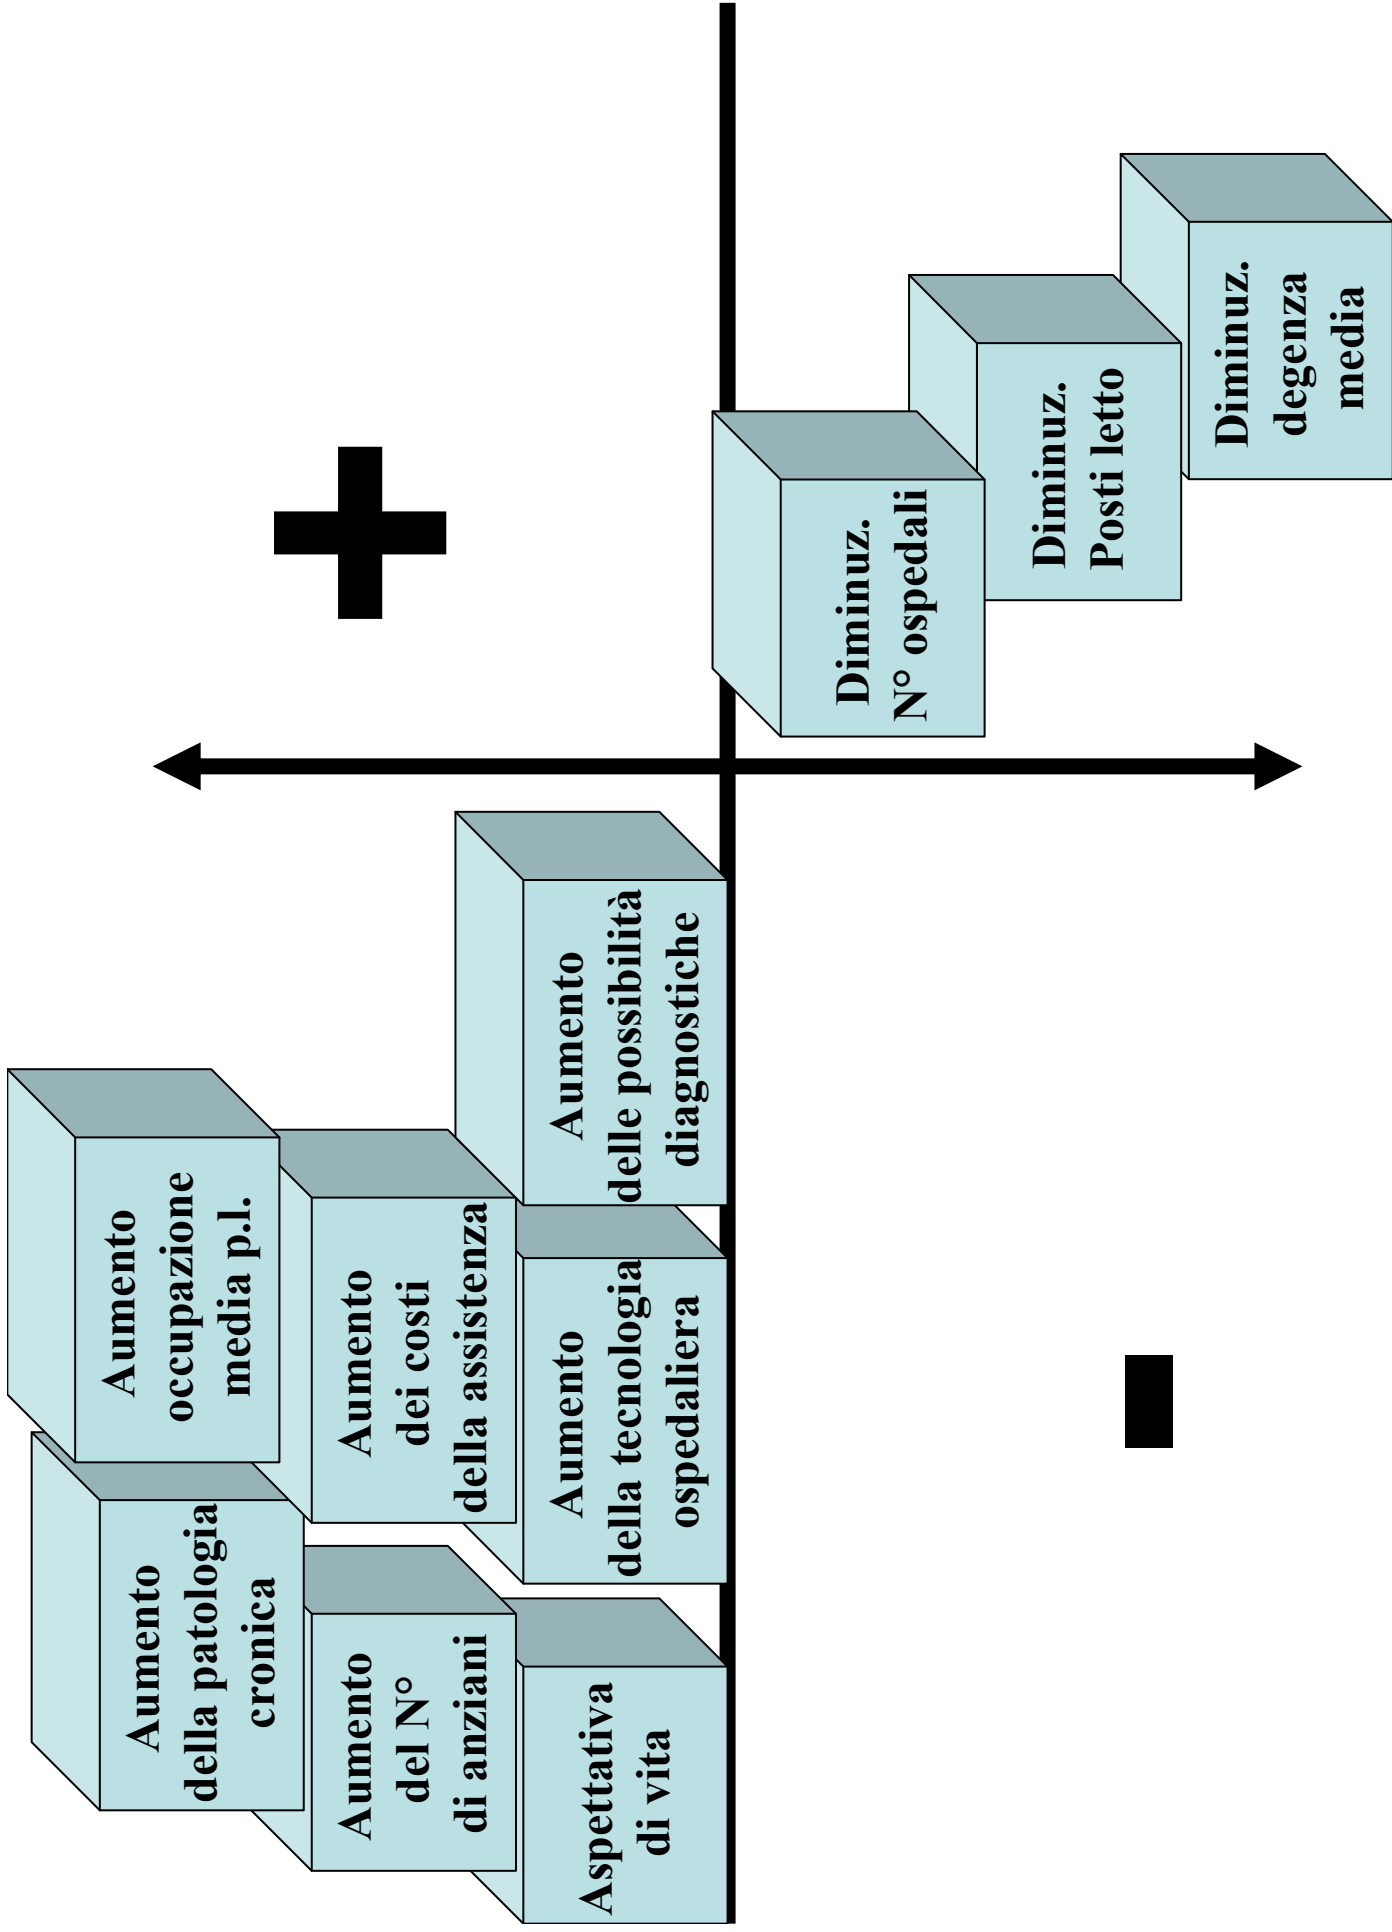 Aumento
della patologia
cronica
Aumento
occupazione
media p.l.
Aumento
del N°
di anziani
Aumento
dei costi
della assistenza
Aspettativa
di vita
Aumento
della tecnologia
ospedaliera
Aumento
delle possibilità
diagnostiche
+
Diminuz.
N° ospedali
Diminuz.
Posti letto
Diminuz.
degenza
media
-